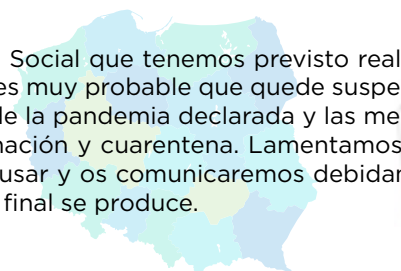 Social que tenemos previsto real
es muy probable que quede suspe
de la pandemia declarada y las me
nación y cuarentena. Lamentamos
usar y os comunicaremos debidar
final se produce.